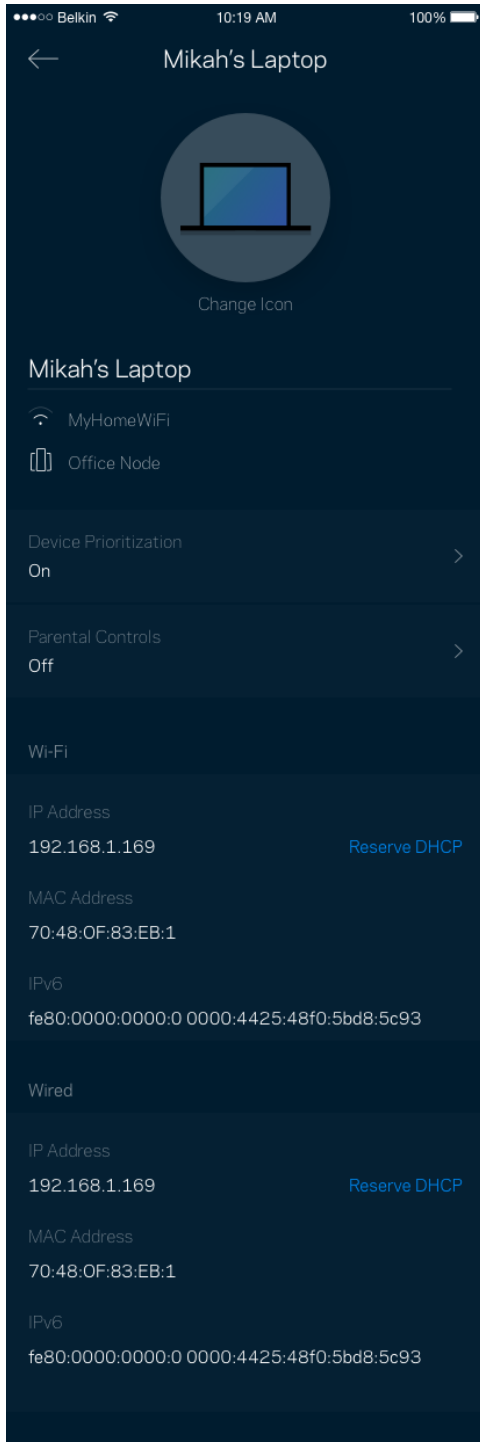 Belkin 10:19 AM 100%
Mikah's Laptop
Change Icon
Mikah's Laptop
MyHomeWiFi
Office Node
Device Prioritization
On
Parental Controls
Off
Wi-Fi
IP Address
192.168.1.169 Reserve DHCP
MAC Address
70:48:0F:83:EB:1
IPv6
fe80:0000:0000:0 0000:4425:48f0:5bd8:5c93
Wired
IP Address
192.168.1.169 Reserve DHCP
MAC Address
70:48:0F:83:EB:1
IPv6
fe80:0000:0000:0 0000:4425:48f0:5bd8:5c93